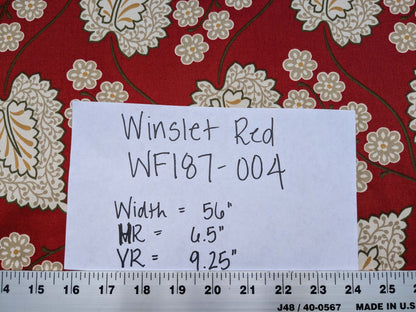 Winslet Red
WF187-004
Width = 56"
HR = 6.5"
VR = 9.25"
14 15 16 17 18 19 20 21 22 23 24 25 26
J48 / 40-0567 MADE IN U.S.